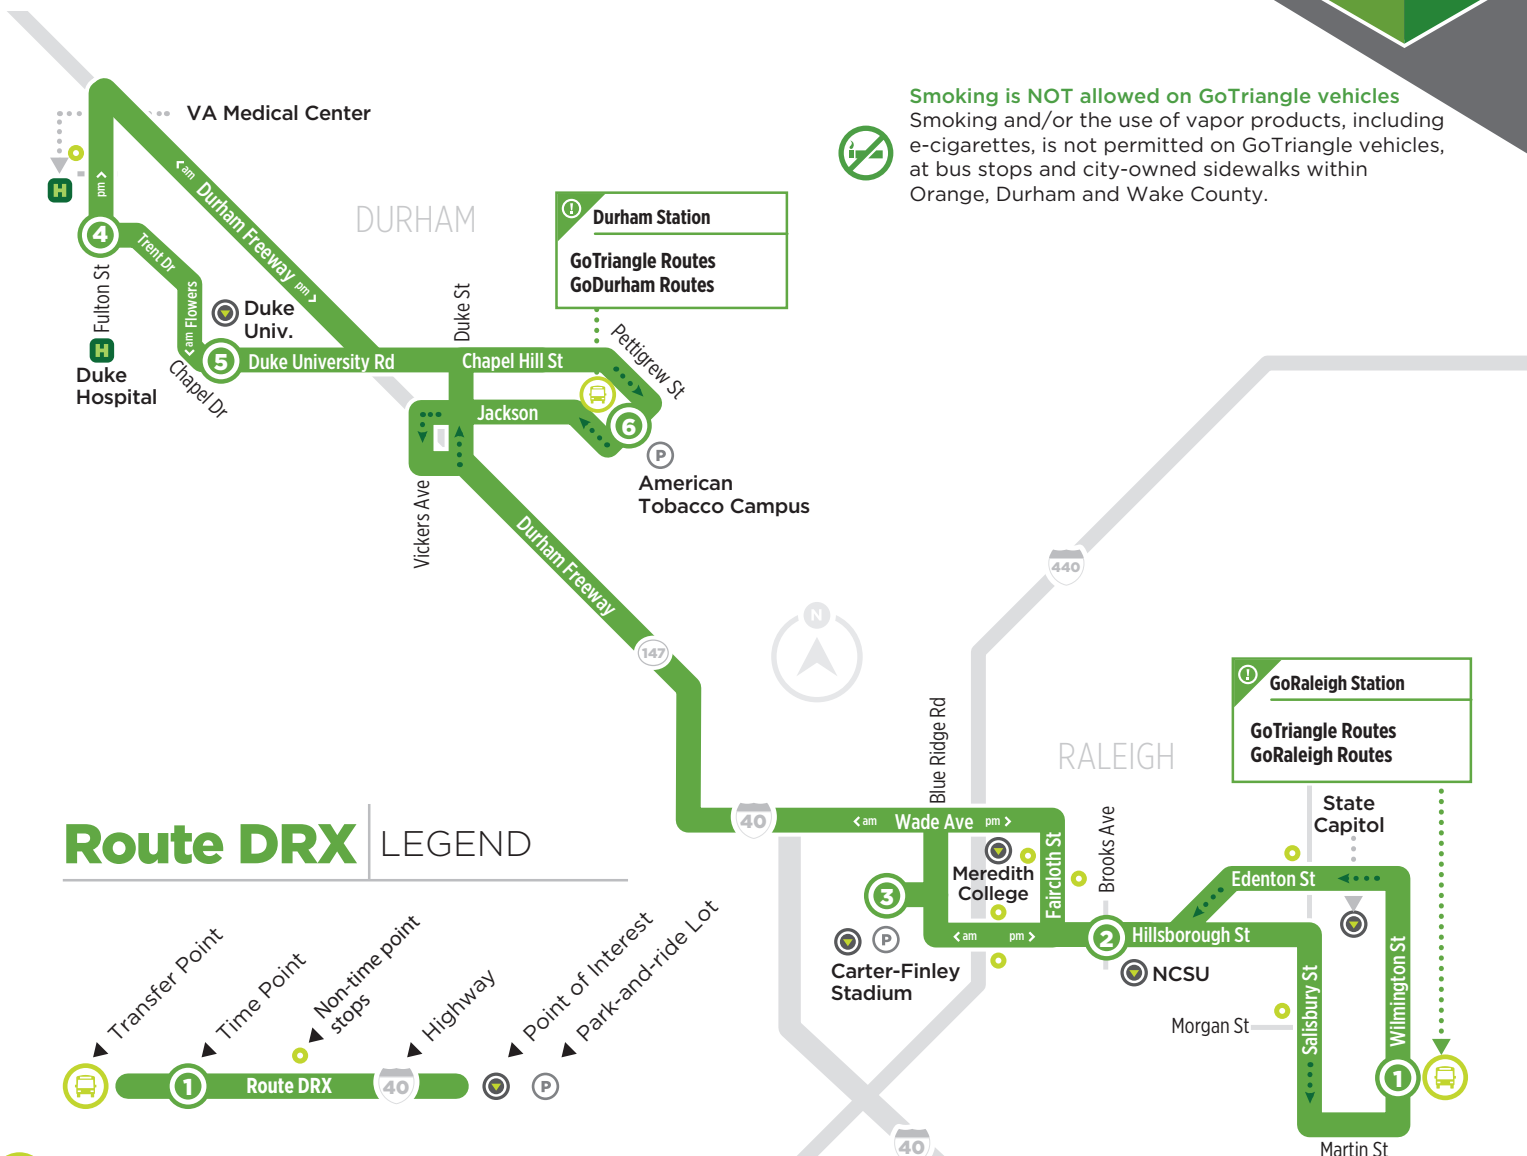 Smoking is NOT allowed on GoTriangle vehicles
Smoking and/or the use of vapor products, including
e-cigarettes, is not permitted on GoTriangle vehicles,
at bus stops and city-owned sidewalks within
Orange, Durham and Wake County.
VA Medical Center
H
pm >
< am
Durham Freeway
pm >
DURHAM
Durham Station
GoTriangle Routes
GoDurham Routes
4
Trent Dr
Fulton St
< am Flowers
H
Duke
Hospital
Duke
Univ.
Chapel Dr
5
Duke University Rd
Duke St
Chapel Hill St
Pettigrew St
Jackson
6
P
American
Tobacco Campus
Vickers Ave
Durham Freeway
147
440
N
RALEIGH
GoRaleigh Station
GoTriangle Routes
GoRaleigh Routes
Blue Ridge Rd
40
< am Wade Ave pm >
Meredith
College
Faircloth St
Brooks Ave
State
Capitol
Edenton St
3
P
Carter-Finley
Stadium
< am pm >
2
Hillsborough St
NCSU
Morgan St
Salisbury St
Wilmington St
1
Martin St
40
Route DRX LEGEND
Transfer Point
Time Point
Non-time point
stops
Highway
Point of Interest
Park-and-ride Lot
1
Route DRX
40
P